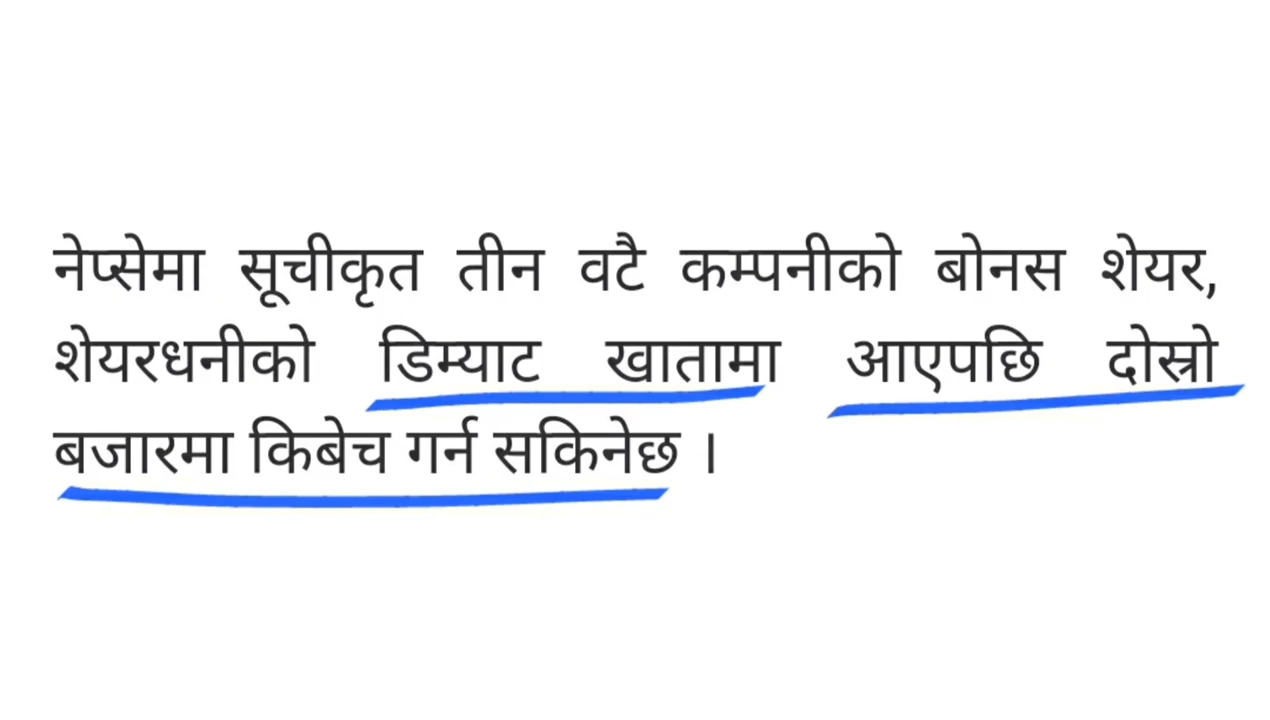 नेप्सेमा सूचीकृत तीन वटै कम्पनीको बोनस शेयर,
शेयरधनीको डिम्याट खातामा आएपछि दोस्रो
बजारमा किबेच गर्न सकिनेछ ।